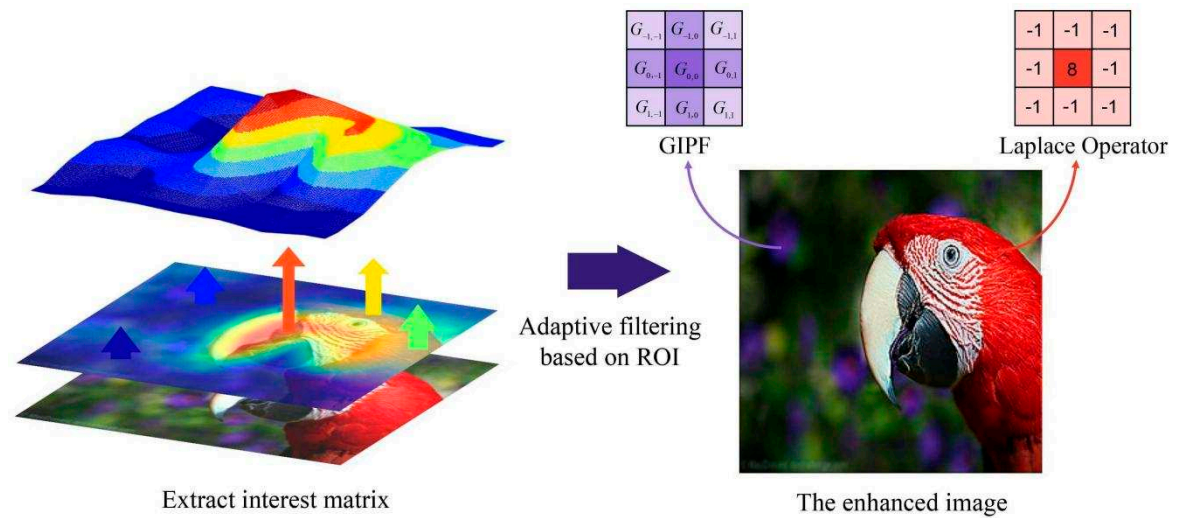 G₋₁,₋₁ G₋₁,₀ G₋₁,₁
G₀,₋₁ G₀,₀ G₀,₁
G₁,₋₁ G₁,₀ G₁,₁
GIPF
-1 -1 -1
-1 8 -1
-1 -1 -1
Laplace Operator
Adaptive filtering
based on ROI
Extract interest matrix
The enhanced image